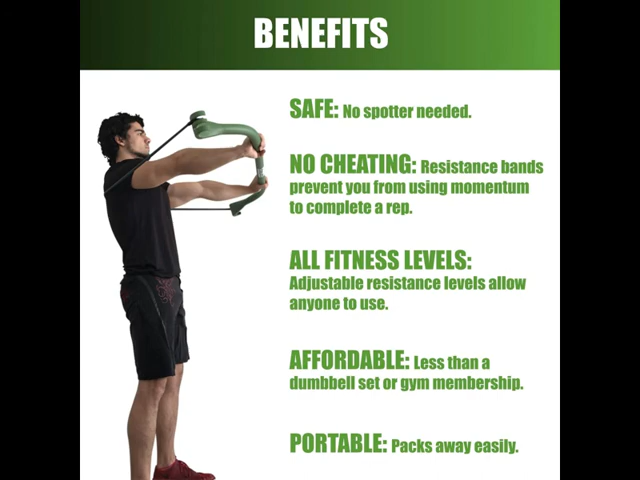 BENEFITS
SAFE: No spotter needed.
NO CHEATING: Resistance bands
prevent you from using momentum
to complete a rep.
ALL FITNESS LEVELS:
Adjustable resistance levels allow
anyone to use.
AFFORDABLE: Less than a
dumbbell set or gym membership.
PORTABLE: Packs away easily.